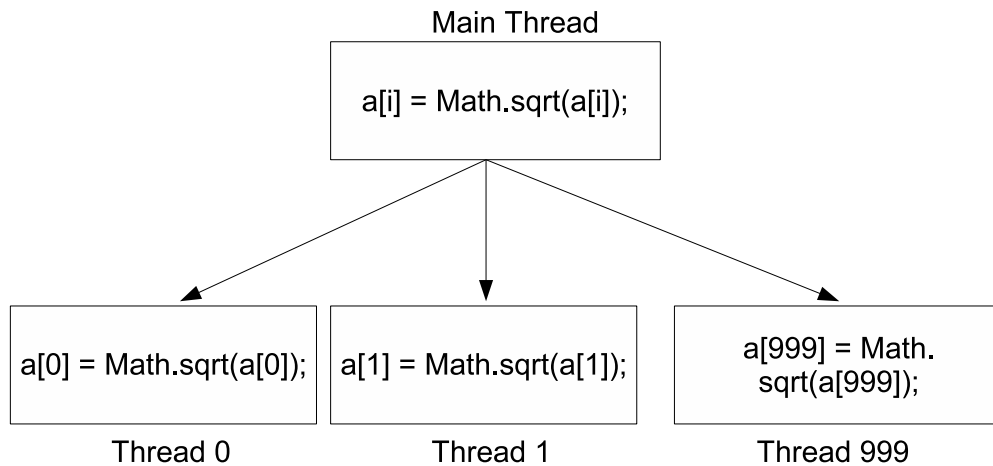 Main Thread
a[i] = Math.sqrt(a[i]);
a[0] = Math.sqrt(a[0]);
a[1] = Math.sqrt(a[1]);
a[999] = Math.
sqrt(a[999]);
Thread 0
Thread 1
Thread 999